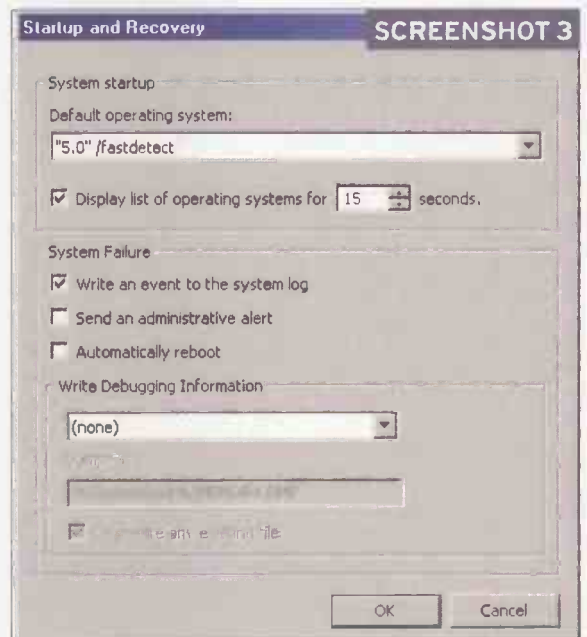 Startup and Recovery
SCREENSHOT 3
System startup
Default operating system:
"5.0" /fastdetect
Display list of operating systems for 15 seconds.
System Failure
Write an event to the system log
Send an administrative alert
Automatically reboot
Write Debugging Information
(none)
file
OK
Cancel